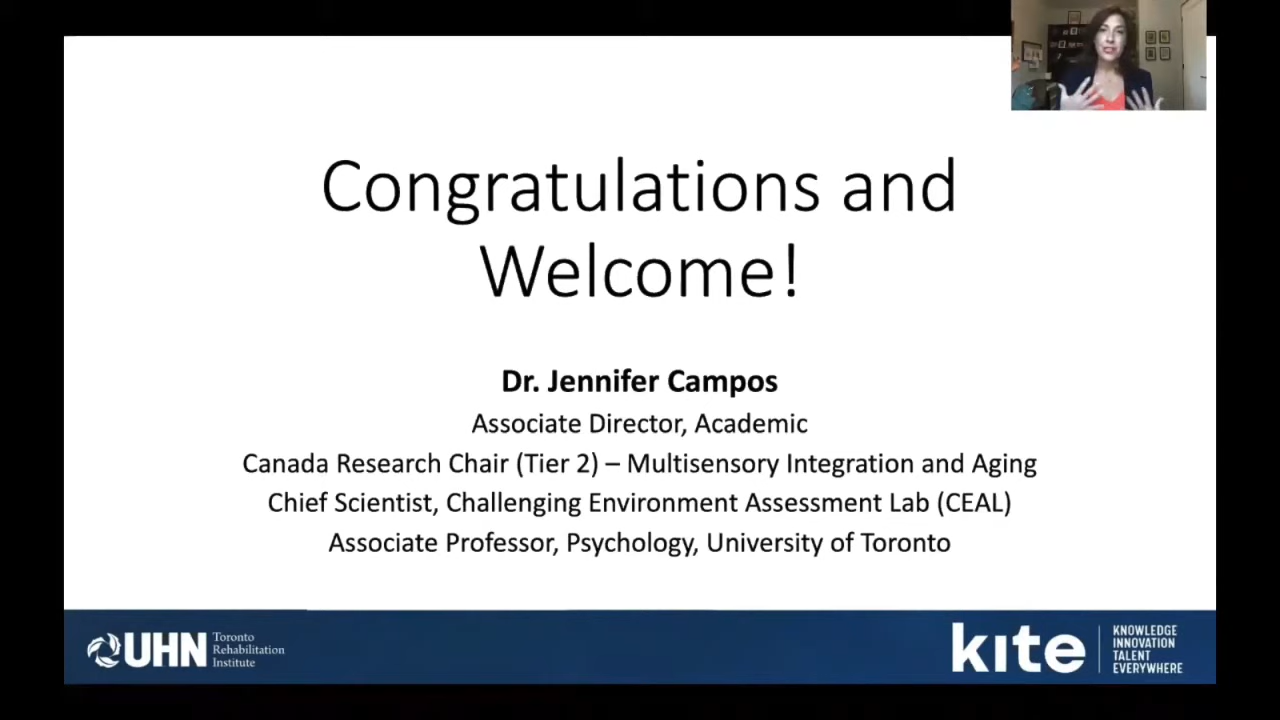 Congratulations and
Welcome!
Dr. Jennifer Campos
Associate Director, Academic
Canada Research Chair (Tier 2) – Multisensory Integration and Aging
Chief Scientist, Challenging Environment Assessment Lab (CEAL)
Associate Professor, Psychology, University of Toronto
UHN
Toronto
Rehabilitation
Institute
kite
KNOWLEDGE
INNOVATION
TALENT
EVERYWHERE